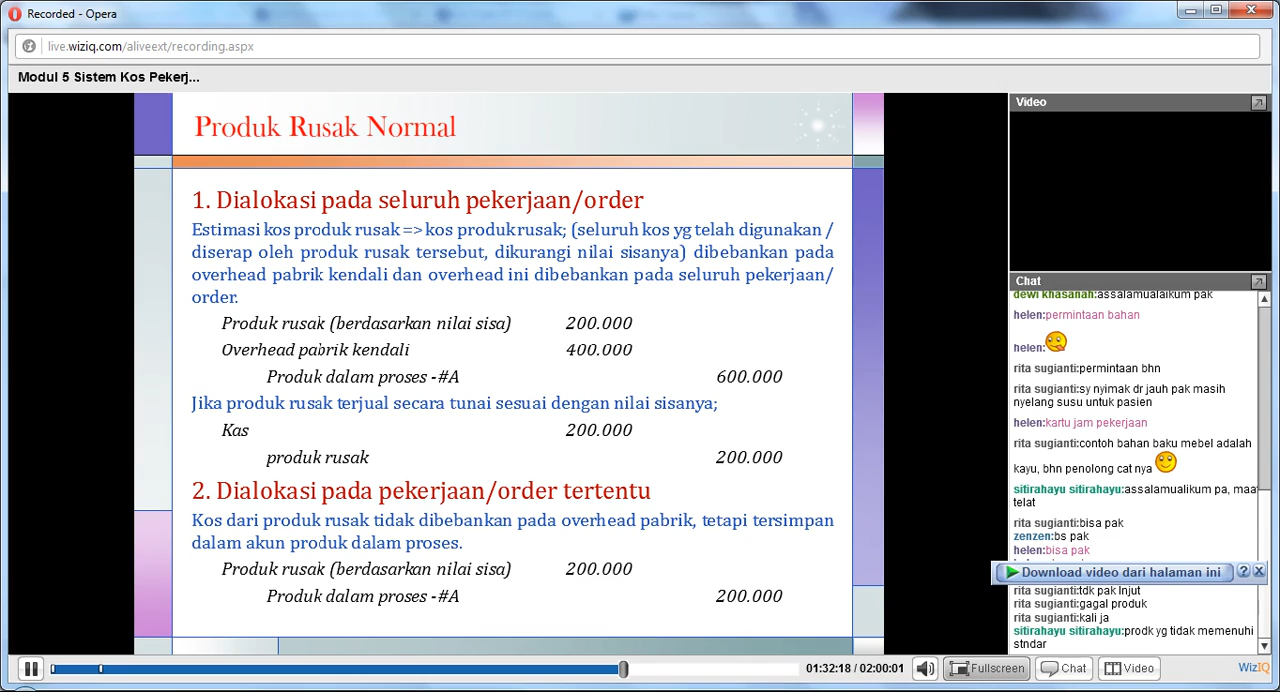 Recorded - Opera
live.wiziq.com/aliveext/recording.aspx
Modul 5 Sistem Kos Pekerj...
Produk Rusak Normal
1. Dialokasi pada seluruh pekerjaan/order
Estimasi kos produk rusak => kos produk rusak; (seluruh kos yg telah digunakan /
diserap oleh produk rusak tersebut, dikurangi nilai sisanya) dibebankan pada
overhead pabrik kendali dan overhead ini dibebankan pada seluruh pekerjaan/
order.
Produk rusak (berdasarkan nilai sisa) 200.000
Overhead pabrik kendali 400.000
Produk dalam proses -#A 600.000
Jika produk rusak terjual secara tunai sesuai dengan nilai sisanya;
Kas 200.000
produk rusak 200.000
2. Dialokasi pada pekerjaan/order tertentu
Kos dari produk rusak tidak dibebankan pada overhead pabrik, tetapi tersimpan
dalam akun produk dalam proses.
Produk rusak (berdasarkan nilai sisa) 200.000
Produk dalam proses -#A 200.000
Video
Chat
dewi khasanah:assalamualaikum pak
helen:permintaan bahan
helen:
rita sugianti:permintaan bhn
rita sugianti:sy nyimak dr jauh pak masih
nyelang susu untuk pasien
helen:kartu jam pekerjaan
rita sugianti:contoh bahan baku mebel adalah
kayu, bhn penolong cat nya
sitirahayu sitirahayu:assalamualikum pa, maa
telat
rita sugianti:bisa pak
zenzen:bs pak
helen:bisa pak
Download video dari halaman ini ?
rita sugianti:tdk pak lnjut
rita sugianti:gagal produk
rita sugianti:kali ja
sitirahayu sitirahayu:prodk yg tidak memenuhi
stndar
01:32:18 / 02:00:01
Fullscreen
Chat
Video
WizIQ